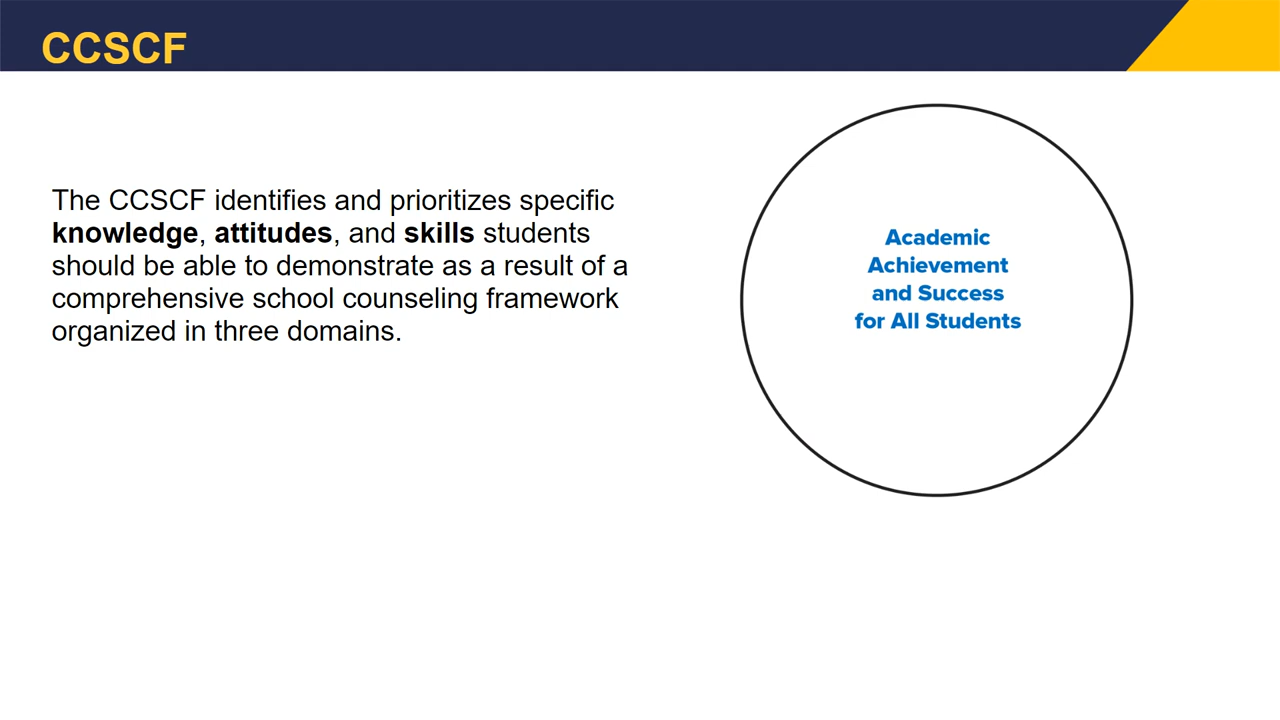 CCSCF
The CCSCF identifies and prioritizes specific
knowledge, attitudes, and skills students
should be able to demonstrate as a result of a
comprehensive school counseling framework
organized in three domains.
Academic
Achievement
and Success
for All Students